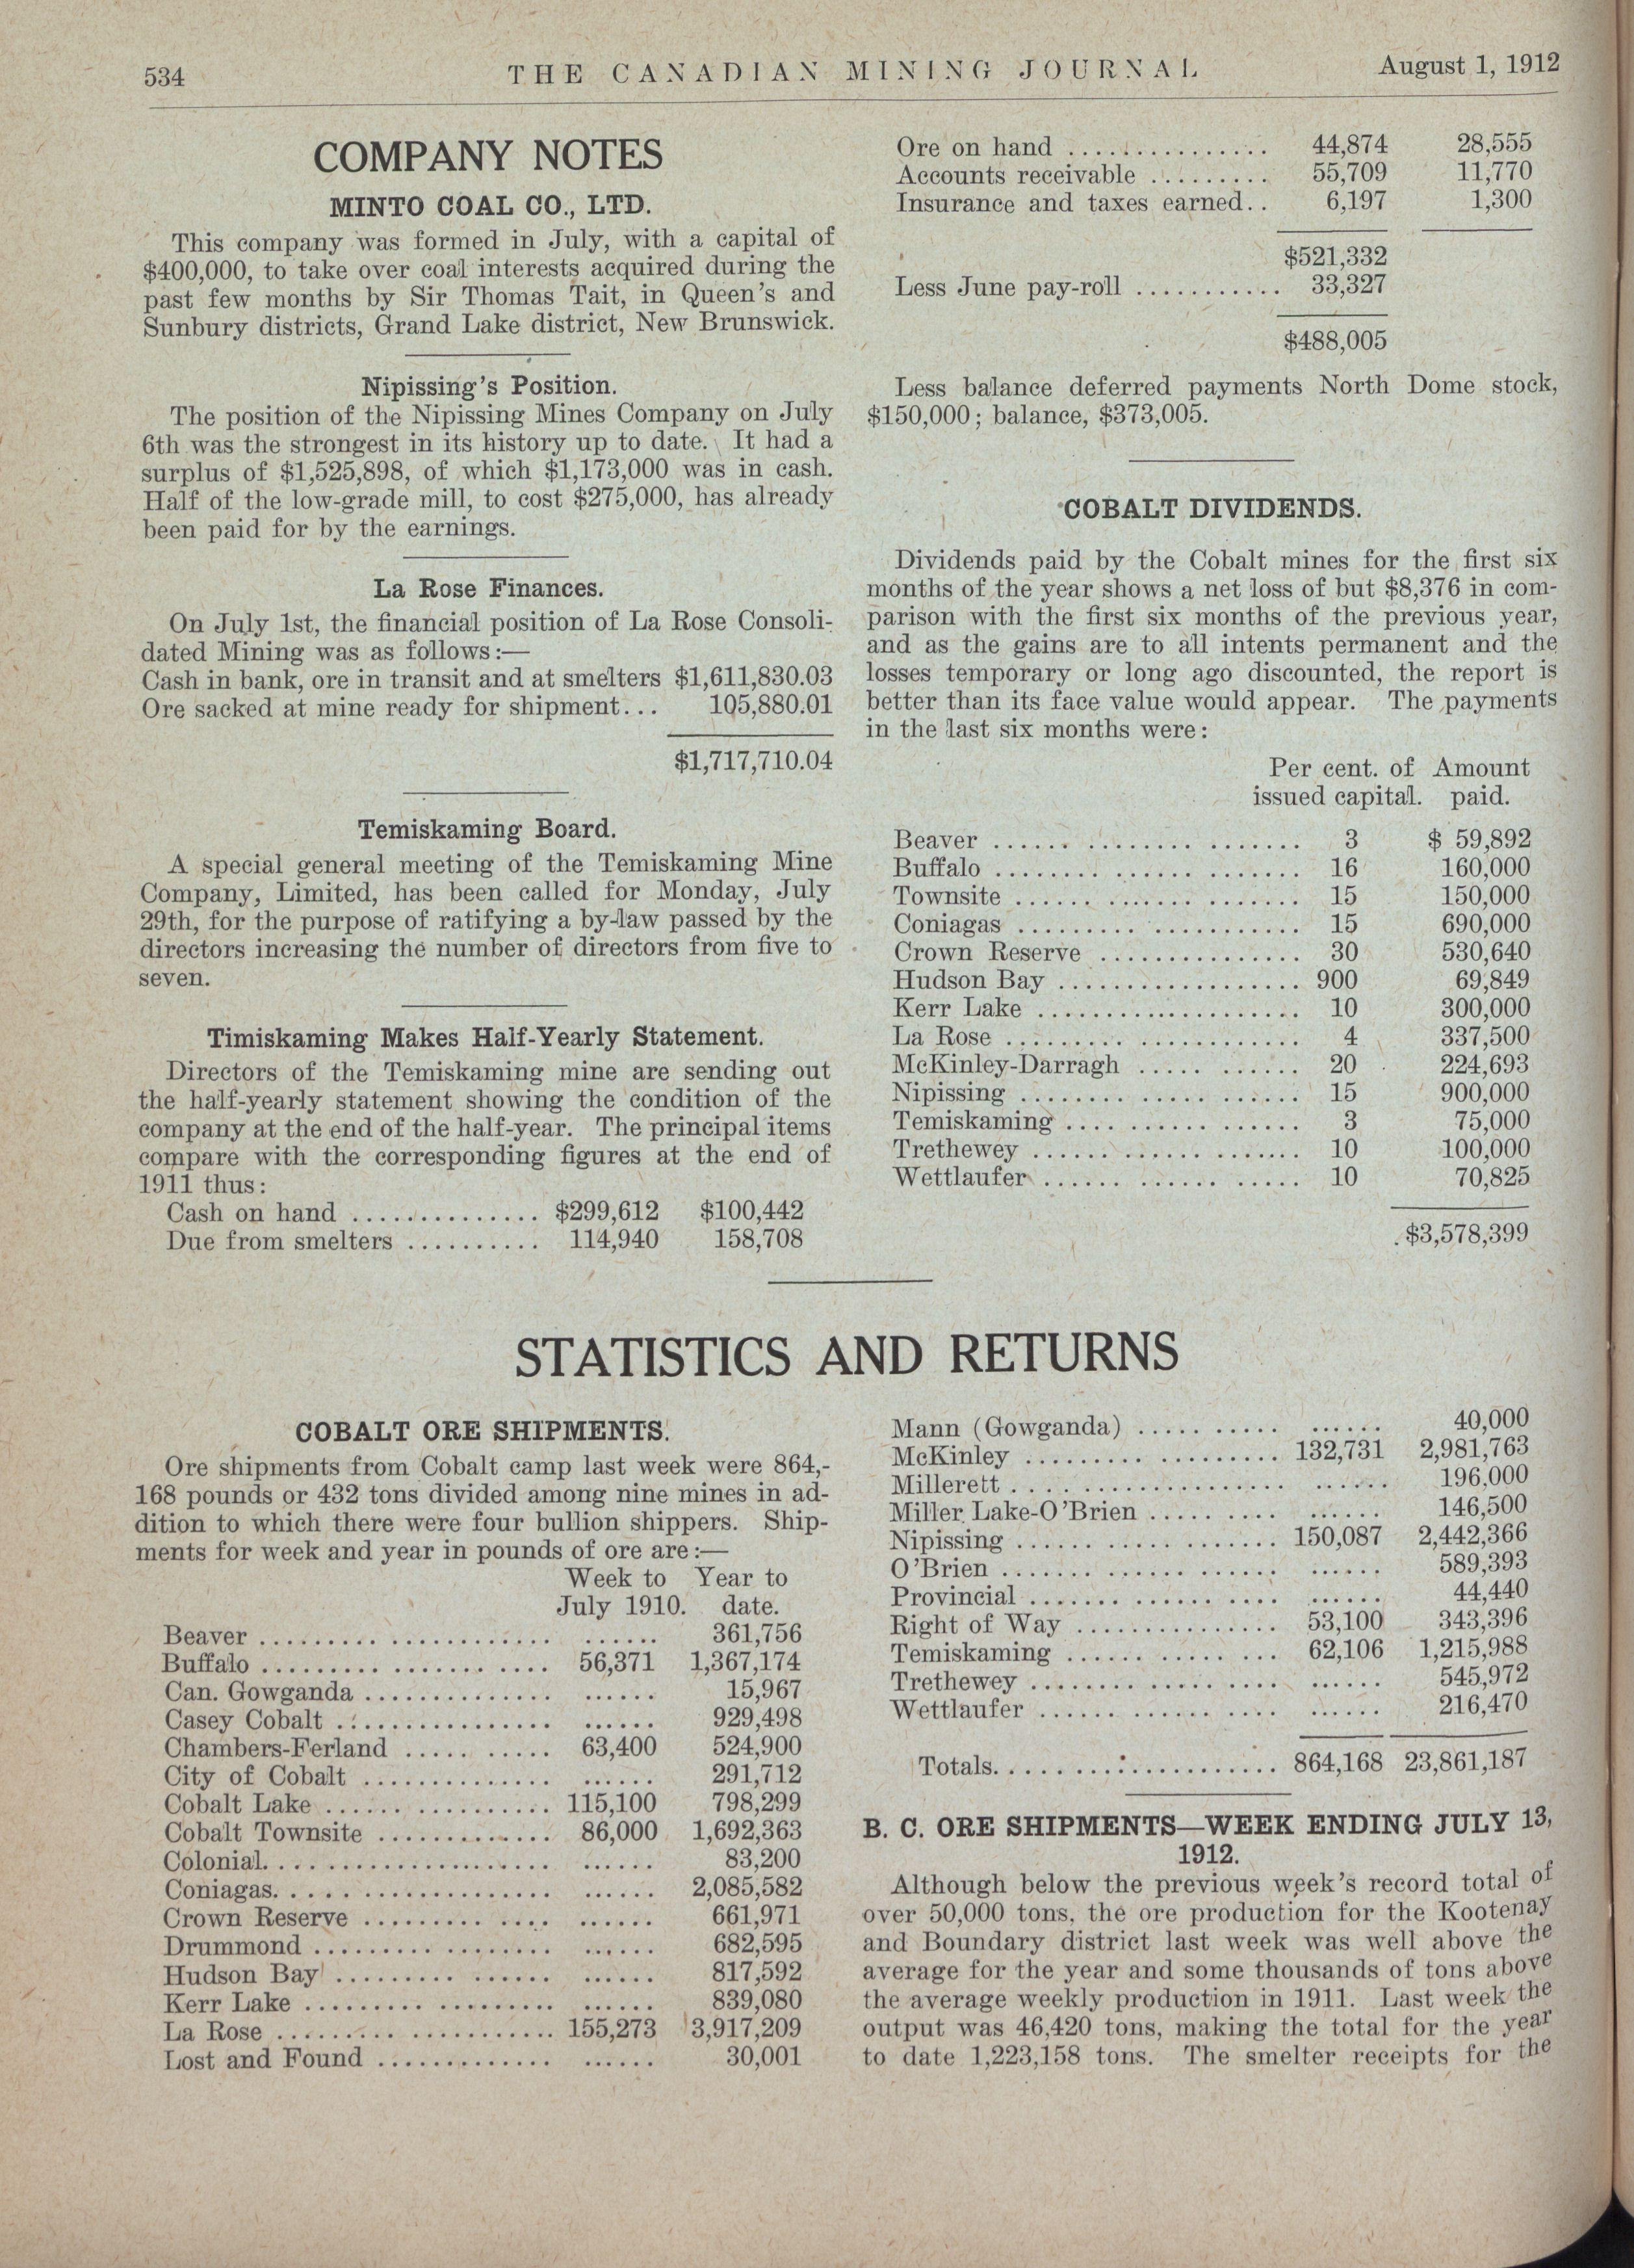 534
THE CANADIAN MINING JOURNAL
August 1, 1912
COMPANY NOTES
MINTO COAL CO., LTD.
This company was formed in July, with a capital of
$400,000, to take over coal interests acquired during the
past few months by Sir Thomas Tait, in Queen's and
Sunbury districts, Grand Lake district, New Brunswick.
Nipissing's Position.
The position of the Nipissing Mines Company on July
6th was the strongest in its history up to date. It had a
surplus of $1,525,898, of which $1,173,000 was in cash.
Half of the low-grade mill, to cost $275,000, has already
been paid for by the earnings.
La Rose Finances.
On July 1st, the financial position of La Rose Consoli-
dated Mining was as follows:—
Cash in bank, ore in transit and at smelters $1,611,830.03
Ore sacked at mine ready for shipment... 105,880.01
$1,717,710.04
Temiskaming Board.
A special general meeting of the Temiskaming Mine
Company, Limited, has been called for Monday, July
29th, for the purpose of ratifying a by-law passed by the
directors increasing the number of directors from five to
seven.
Timiskaming Makes Half-Yearly Statement.
Directors of the Temiskaming mine are sending out
the half-yearly statement showing the condition of the
company at the end of the half-year. The principal items
compare with the corresponding figures at the end of
1911 thus:
Cash on hand .............. $299,612 $100,442
Due from smelters .......... 114,940 158,708
Ore on hand ............... 44,874 28,555
Accounts receivable ......... 55,709 11,770
Insurance and taxes earned.. 6,197 1,300
$521,332
Less June pay-roll ........... 33,327
$488,005
Less balance deferred payments North Dome stock,
$150,000; balance, $373,005.
COBALT DIVIDENDS.
Dividends paid by the Cobalt mines for the first six
months of the year shows a net loss of but $8,376 in com-
parison with the first six months of the previous year,
and as the gains are to all intents permanent and the
losses temporary or long ago discounted, the report is
better than its face value would appear. The payments
in the last six months were:
Per cent. of Amount
issued capital. paid.
Beaver ...... ........ ....... 3 $ 59,892
Buffalo ........ ...... ....... 16 160,000
Townsite ...... ....... ....... 15 150,000
Coniagas ......... ........... 15 690,000
Crown Reserve ............... 30 530,640
Hudson Bay .................. 900 69,849
Kerr Lake .................... 10 300,000
La Rose ......... ............ 4 337,500
McKinley-Darragh ..... ...... 20 224,693
Nipissing ........ ..... ...... 15 900,000
Temiskaming .... ...... ...... 3 75,000
Trethewey ...... ...... ....... 10 100,000
Wettlaufer ...... ...... ..... 10 70,825
$3,578,399
STATISTICS AND RETURNS
COBALT ORE SHIPMENTS.
Ore shipments from Cobalt camp last week were 864,-
168 pounds or 432 tons divided among nine mines in ad-
dition to which there were four bullion shippers. Ship-
ments for week and year in pounds of ore are:—
Week to Year to
July 1910. date.
Beaver ......... ............ ...... 361,756
Buffalo ......... ....... .... 56,371 1,367,174
Can. Gowganda .............. ...... 15,967
Casey Cobalt ................ ...... 929,498
Chambers-Ferland ..... ..... 63,400 524,900
City of Cobalt .............. ...... 291,712
Cobalt Lake ...... .......... 115,100 798,299
Cobalt Townsite ............. 86,000 1,692,363
Colonial..................... ...... 83,200
Coniagas.................... ...... 2,085,582
Crown Reserve ......... .... ...... 661,971
Drummond ......... ........ ...... 682,595
Hudson Bay ......... ...... ...... 817,592
Kerr Lake ......... ......... ...... 839,080
La Rose ......... ........... 155,273 3,917,209
Lost and Found ............. ...... 30,001
Mann (Gowganda) ..... ..... ...... 40,000
McKinley ......... ......... 132,731 2,981,763
Millerett .................... ...... 196,000
Miller Lake-O'Brien ..... .... ...... 146,500
Nipissing ...... ..... ....... 150,087 2,442,366
O'Brien ....... ...... ...... ...... 589,393
Provincial ....... ...... .... ...... 44,440
Right of Way ............... 53,100 343,396
Temiskaming ...... ..... ... 62,106 1,215,988
Trethewey ........ ..... .... ...... 545,972
Wettlaufer ...... ...... .... ...... 216,470
Totals..................... 864,168 23,861,187
B. C. ORE SHIPMENTS—WEEK ENDING JULY 13,
1912.
Although below the previous week's record total of
over 50,000 tons, the ore production for the Kootenay
and Boundary district last week was well above the
average for the year and some thousands of tons above
the average weekly production in 1911. Last week the
output was 46,420 tons, making the total for the year
to date 1,223,158 tons. The smelter receipts for the